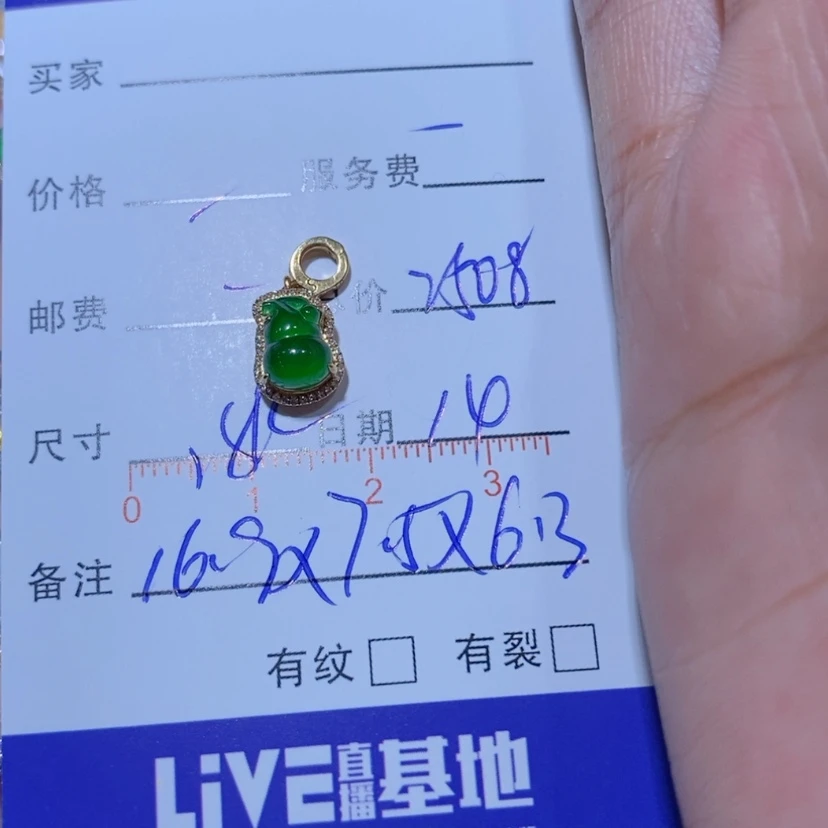 买家
价格 服务费
邮费 价 2508
尺寸 18k 日期 14
0 1 2 3
备注 16.9x7.5x6.3
有纹 有裂
LiVE直播基地